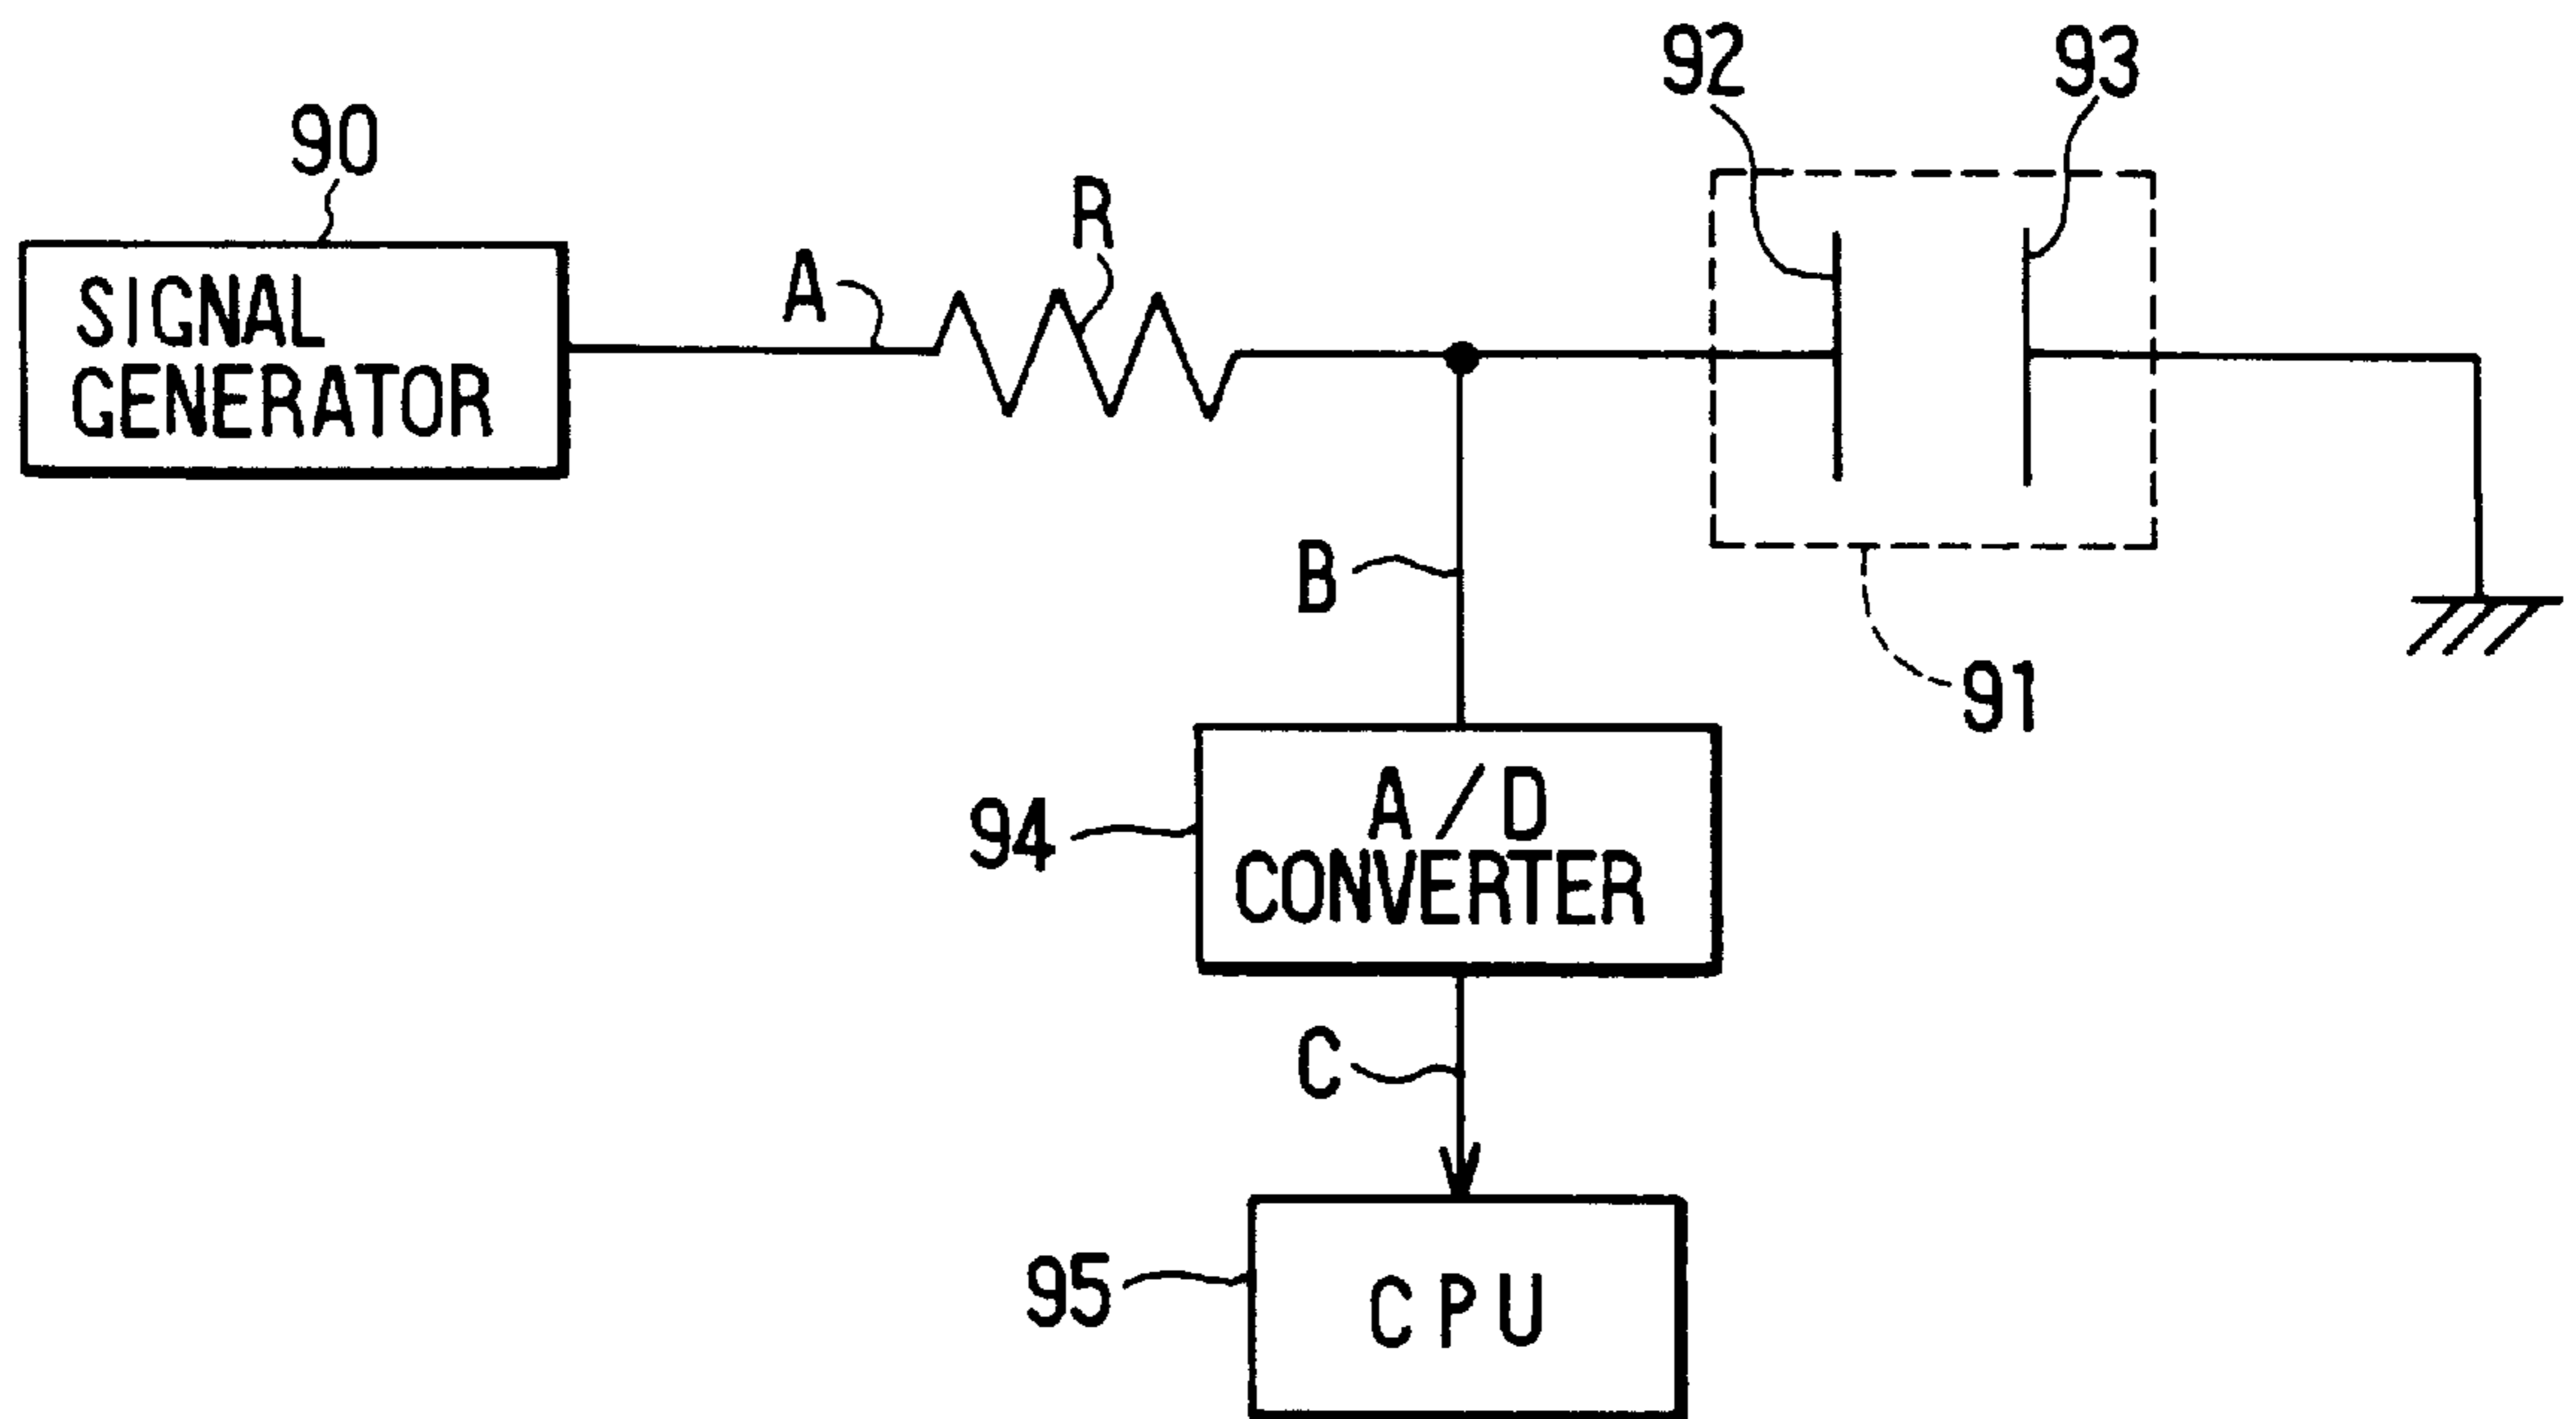 92
93
90
R
A
SIGNAL
GENERATOR
B
91
94
A/D
CONVERTER
C
95
CPU